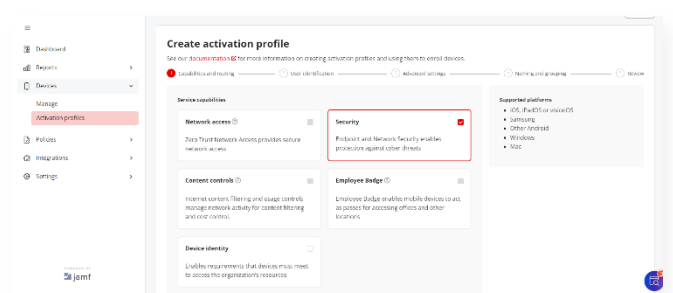 Dashboard
Reports
Devices
Manage
Activation profiles
Policies
Integrations
Settings
POWERED BY
jamf
Create activation profile
See our documentation for more information on creating activation profiles and using them to enroll devices.
Capabilities and routing
User identification
Advanced settings
Naming and grouping
Review
Service capabilities
Network access
Zero Trust Network Access provides secure
network access
Security
Endpoint and Network Security enables
protection against cyber threats
Content controls
Internet content filtering and usage controls
manage network activity for content filtering
and cost control.
Employee Badge
Employee Badge enables mobile devices to act
as passes for accessing offices and other
locations
Device identity
Enables requirements that devices must meet
to access the organization's resources
Supported platforms
iOS, iPadOS or visionOS
Samsung
Other Android
Windows
Mac